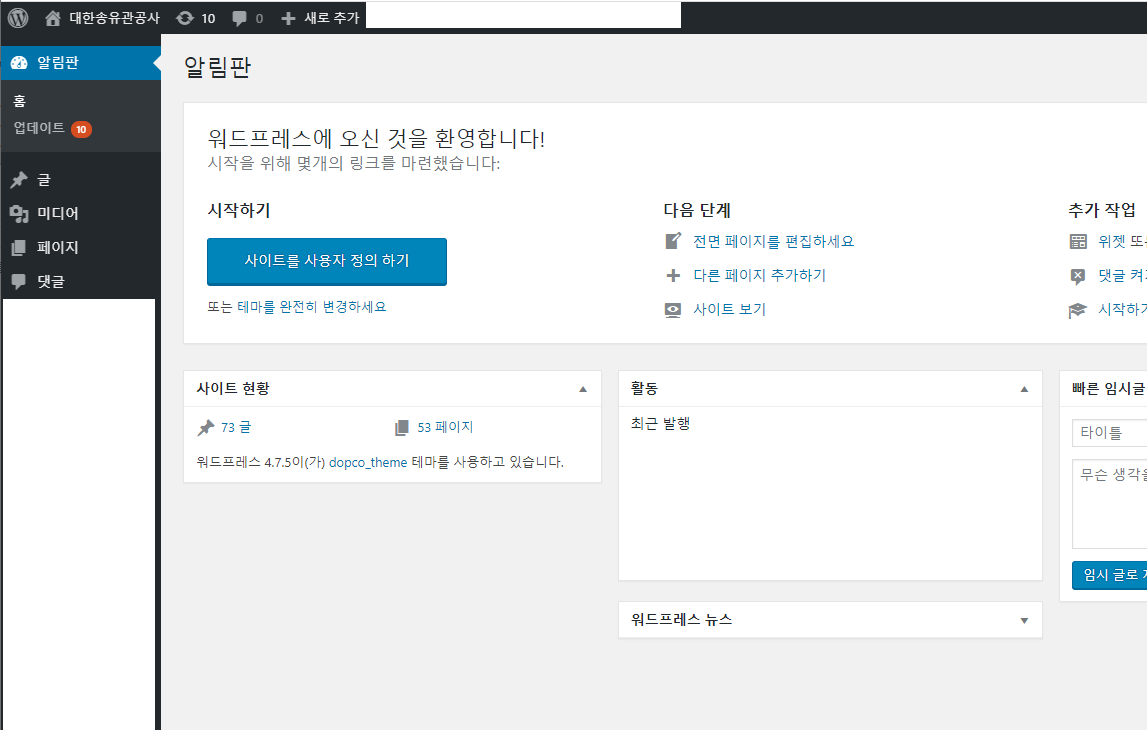 대한송유관공사 10 0 새로 추가
알림판
홈
업데이트 10
글
미디어
페이지
댓글
알림판
워드프레스에 오신 것을 환영합니다!
시작을 위해 몇개의 링크를 마련했습니다:
시작하기
사이트를 사용자 정의 하기
또는 테마를 완전히 변경하세요
다음 단계
전면 페이지를 편집하세요
다른 페이지 추가하기
사이트 보기
추가 작업
위젯
댓글
시작하기
사이트 현황
73 글
53 페이지
워드프레스 4.7.5이(가) dopco_theme 테마를 사용하고 있습니다.
활동
최근 발행
워드프레스 뉴스
빠른 임시글
타이틀
무슨
임시 글로